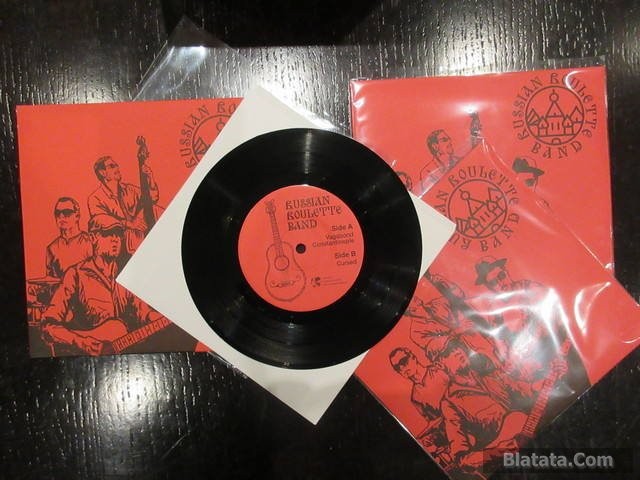 RUSSIAN ROULETTE
BAND
RUSSIAN
ROULETTE
BAND
Side A
Vagabond
Constantinople
Side B
Cursed
RUSSIAN ROULETTE
BAND
Blatata.Com